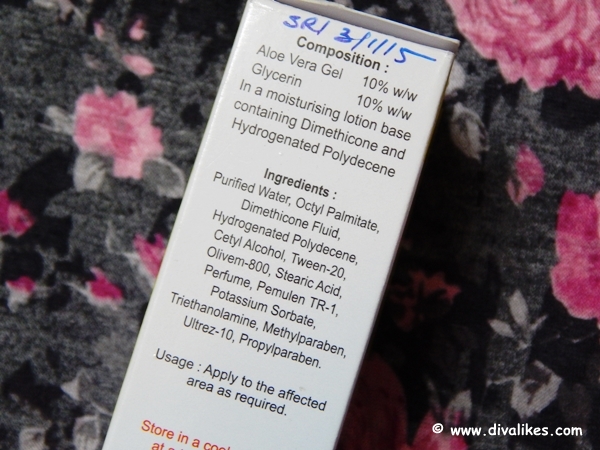 SRI 3/1/15
Composition :
Aloe Vera Gel 10% w/w
Glycerin 10% w/w
In a moisturising lotion base
containing Dimethicone and
Hydrogenated Polydecene
Ingredients :
Purified Water, Octyl Palmitate,
Dimethicone Fluid,
Hydrogenated Polydecene,
Cetyl Alcohol, Tween-20,
Olivem-800, Stearic Acid,
Perfume, Pemulen TR-1,
Potassium Sorbate,
Triethanolamine, Methylparaben,
Ultrez-10, Propylparaben.
Usage : Apply to the affected
area as required.
Store in a
at a
© www.divalikes.com